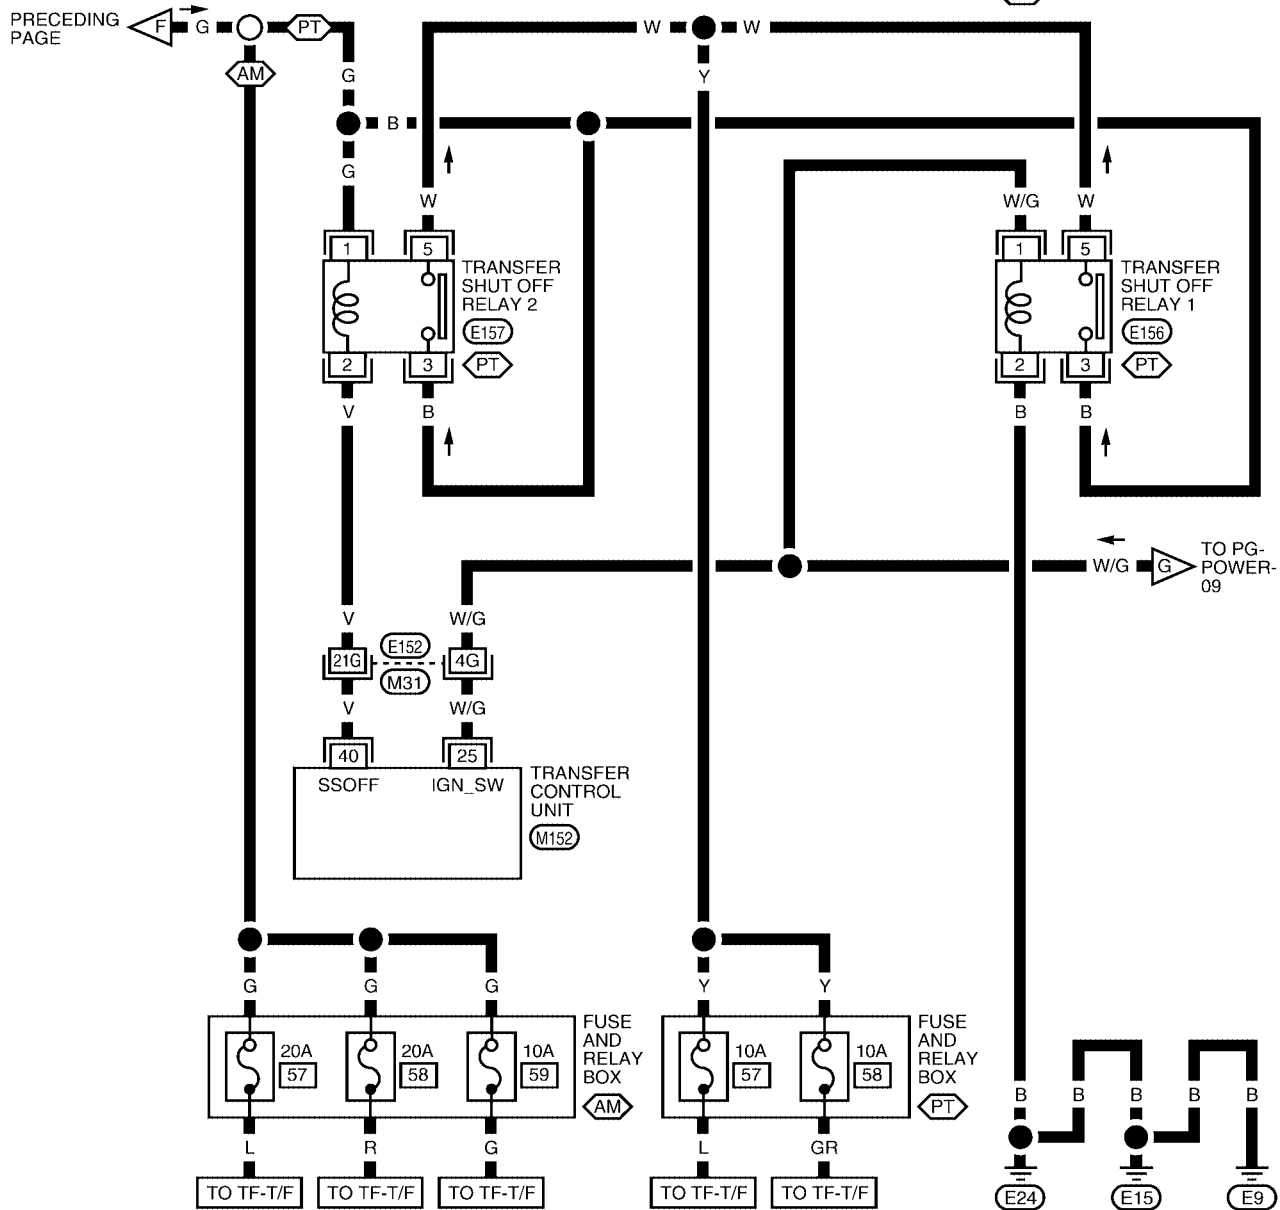 PRECEDING
PAGE
F
G
PT
W
W
AM
G
Y
B
G
W
W/G
W
1
5
1
5
TRANSFER
SHUT OFF
RELAY 2
E157
TRANSFER
SHUT OFF
RELAY 1
E156
2
3
PT
2
3
PT
V
B
B
B
W/G
G
TO PG-
POWER-
09
V
W/G
21G
E152
4G
M31
V
W/G
40
25
SSOFF
IGN_SW
TRANSFER
CONTROL
UNIT
M152
G
G
G
Y
Y
20A
57
20A
58
10A
59
FUSE
AND
RELAY
BOX
AM
10A
57
10A
58
FUSE
AND
RELAY
BOX
PT
B
B
B
B
B
L
R
G
L
GR
TO TF-T/F
TO TF-T/F
TO TF-T/F
TO TF-T/F
TO TF-T/F
E24
E15
E9